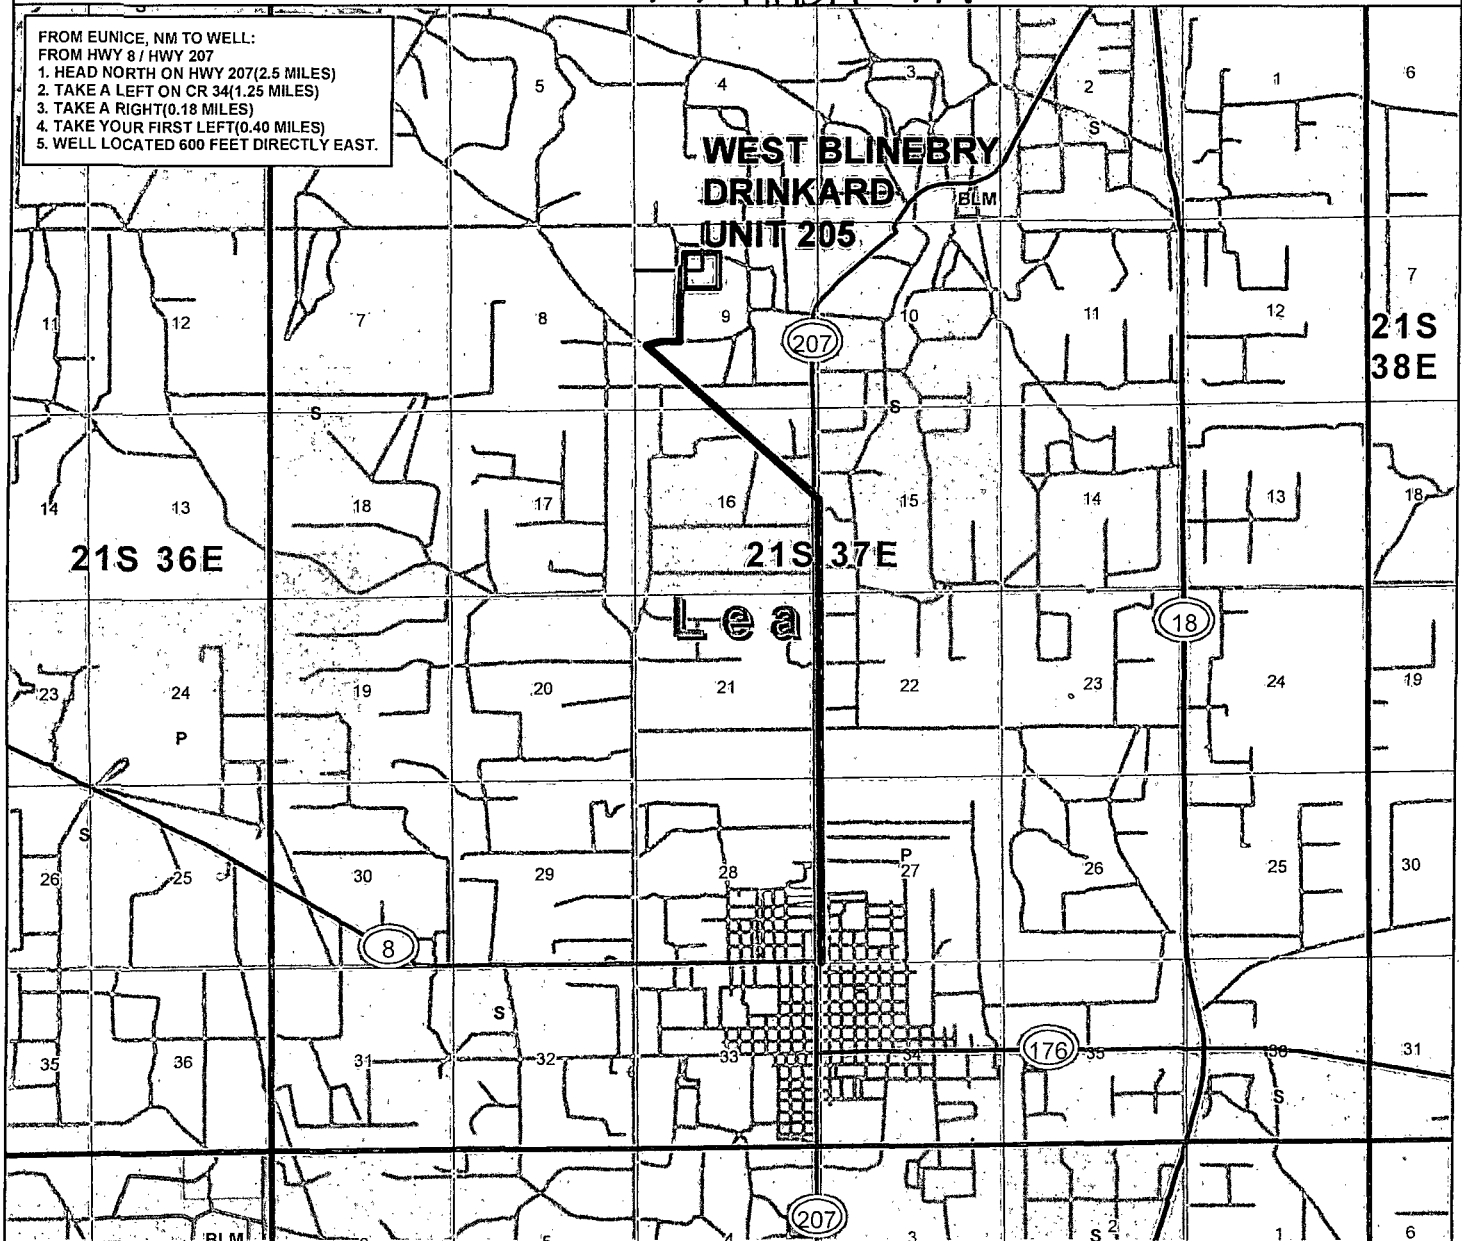 FROM EUNICE, NM TO WELL:
FROM HWY 8 / HWY 207
1. HEAD NORTH ON HWY 207(2.5 MILES)
2. TAKE A LEFT ON CR 34(1.25 MILES)
3. TAKE A RIGHT(0.18 MILES)
4. TAKE YOUR FIRST LEFT(0.40 MILES)
5. WELL LOCATED 600 FEET DIRECTLY EAST.
5 4 3 2 1 6
S
WEST BLINEBRY
DRINKARD
UNIT 205
BLM
7
11 12 7 8 9 207 10 11 12
21S
38E
S S
14 13 18 17 16 15 14 13 18
21S 36E
21S 37E
Lea
18
23 24 19 20 21 22 23 24 19
P
S
P
26 25 30 29 28 27 26 25 30
8
S
35 36 31 32 33 34 176 35 36 31
S
207
BLM 5 4 3 S 2 1 6